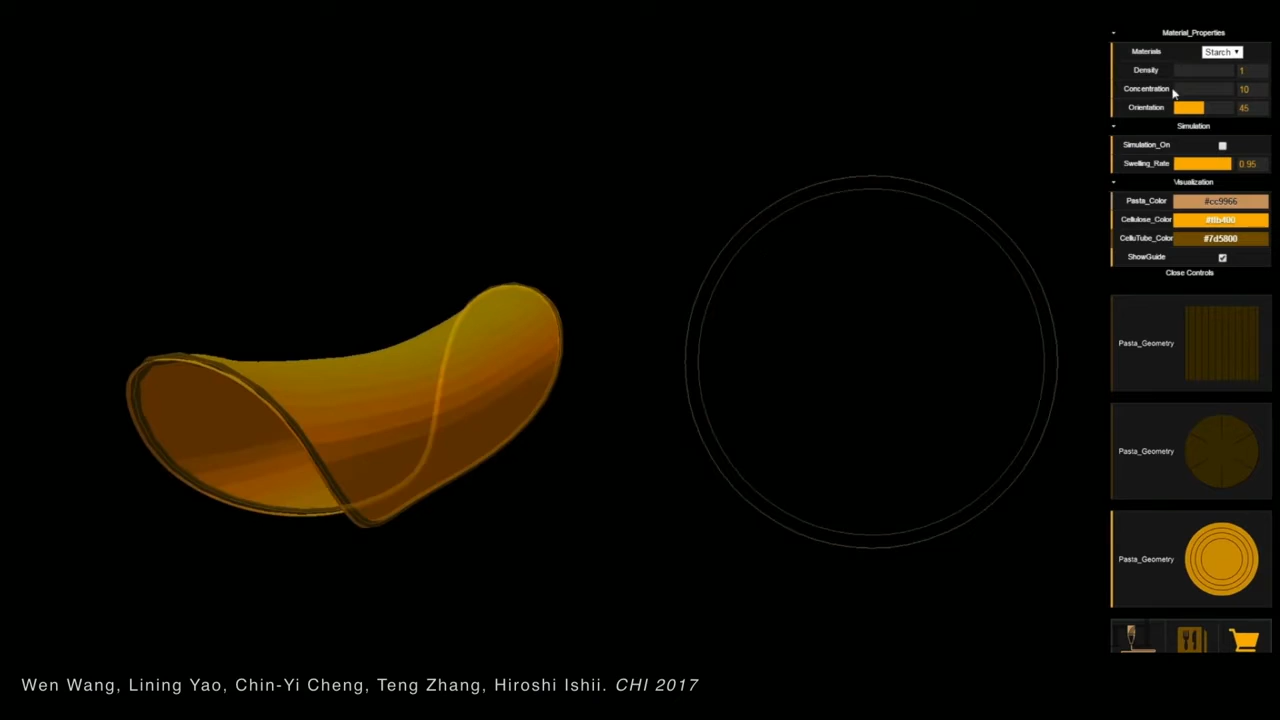 Material_Properties
Materials Starch
Density 1
Concentration 10
Orientation 45
Simulation
Simulation_On
Swelling_Rate 0.95
Visualization
Pasta_Color #cc9966
Cellulose_Color #ffb400
CelluTube_Color #7d5800
ShowGuide
Close Controls
Pasta_Geometry
Pasta_Geometry
Pasta_Geometry
Wen Wang, Lining Yao, Chin-Yi Cheng, Teng Zhang, Hiroshi Ishii. CHI 2017